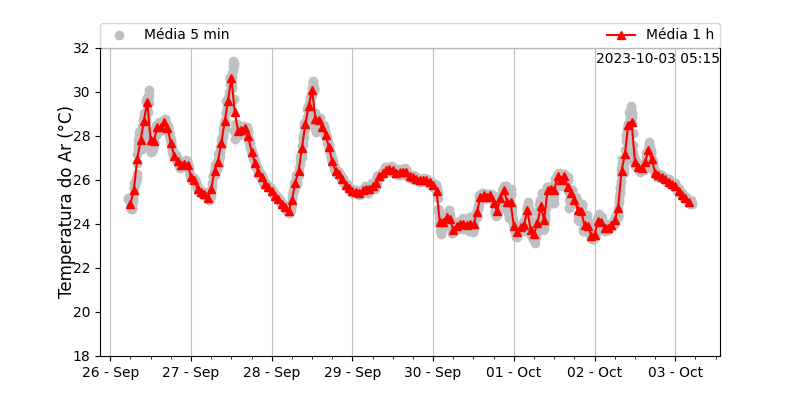 Média 5 min
Média 1 h
2023-10-03 05:15
Temperatura do Ar (°C)
32
30
28
26
24
22
20
18
26 - Sep
27 - Sep
28 - Sep
29 - Sep
30 - Sep
01 - Oct
02 - Oct
03 - Oct